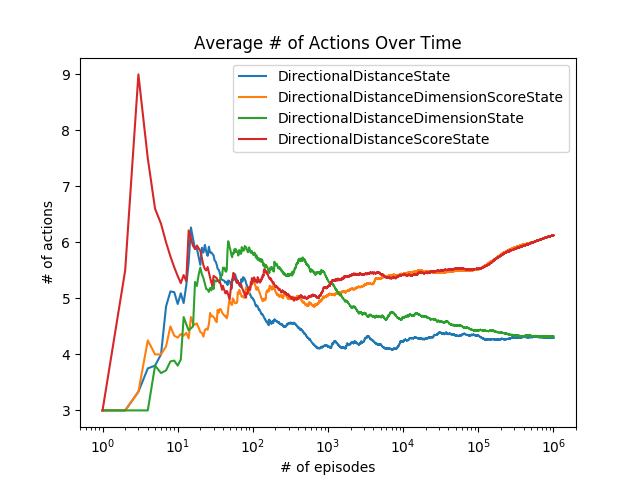 Average # of Actions Over Time
DirectionalDistanceState
DirectionalDistanceDimensionScoreState
DirectionalDistanceDimensionState
DirectionalDistanceScoreState
# of actions
9
8
7
6
5
4
3
10⁰ 10¹ 10² 10³ 10⁴ 10⁵ 10⁶
# of episodes